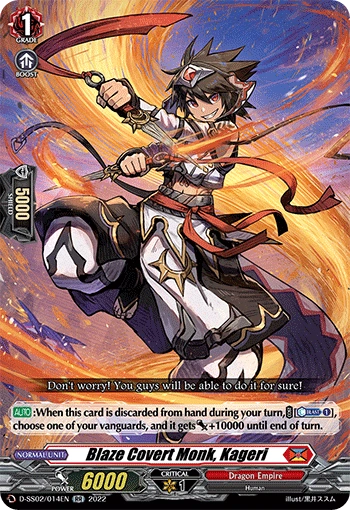 1
GRADE
BOOST
5000
SHIELD
Don't worry! You guys will be able to do it for sure!
AUTO:When this card is discarded from hand during your turn, BLAST 1,
choose one of your vanguards, and it gets +10000 until end of turn.
NORMAL UNIT
Blaze Covert Monk, Kageri
POWER 6000
CRITICAL
1
Dragon Empire
Human
D-SS02/014EN RR 2022
illust/黒井ススム